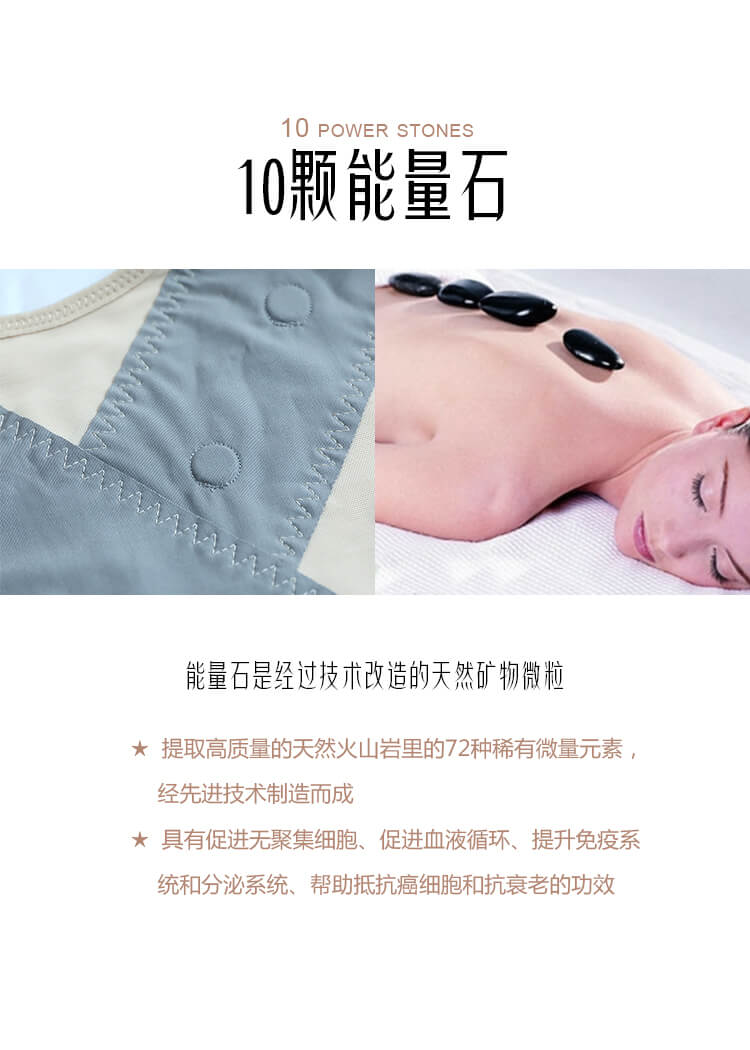 10 POWER STONES
10颗能量石
能量石是经过技术改造的天然矿物微粒
★ 提取高质量的天然火山岩里的72种稀有微量元素，
经先进技术制造而成
★ 具有促进无聚集细胞、促进血液循环、提升免疫系
统和分泌系统、帮助抵抗癌细胞和抗衰老的功效